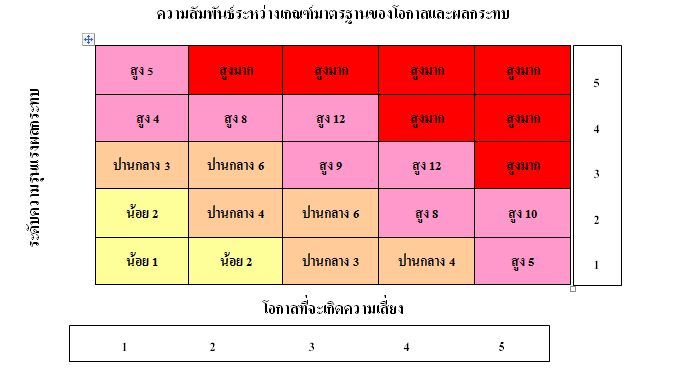 ความสัมพันธ์ระหว่างเกณฑ์มาตรฐานของโอกาสและผลกระทบ
ระดับความรุนแรงผลกระทบ
สูง 5 สูงมาก สูงมาก สูงมาก สูงมาก 5
สูง 4 สูง 8 สูง 12 สูงมาก สูงมาก 4
ปานกลาง 3 ปานกลาง 6 สูง 9 สูง 12 สูงมาก 3
น้อย 2 ปานกลาง 4 ปานกลาง 6 สูง 8 สูง 10 2
น้อย 1 น้อย 2 ปานกลาง 3 ปานกลาง 4 สูง 5 1
โอกาสที่จะเกิดความเสี่ยง
1 2 3 4 5